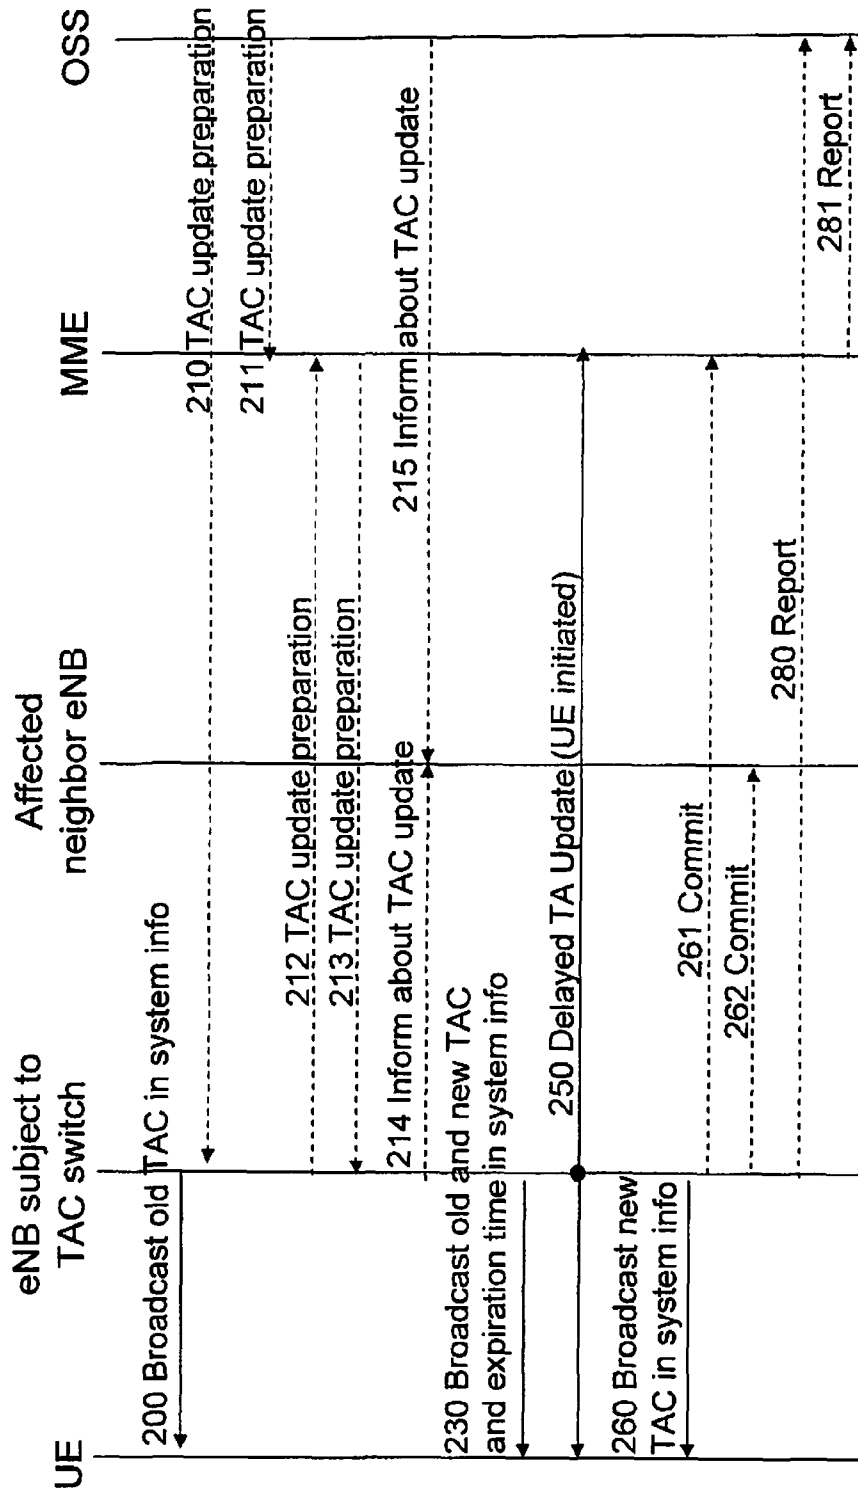 UE
eNB subject to
TAC switch
Affected
neighbor eNB
MME
OSS
200 Broadcast old TAC in system info
210 TAC update preparation
211 TAC update preparation
212 TAC update preparation
213 TAC update preparation
214 Inform about TAC update
215 Inform about TAC update
230 Broadcast old and new TAC
and expiration time in system info
250 Delayed TA Update (UE initiated)
260 Broadcast new
TAC in system info
261 Commit
262 Commit
280 Report
281 Report